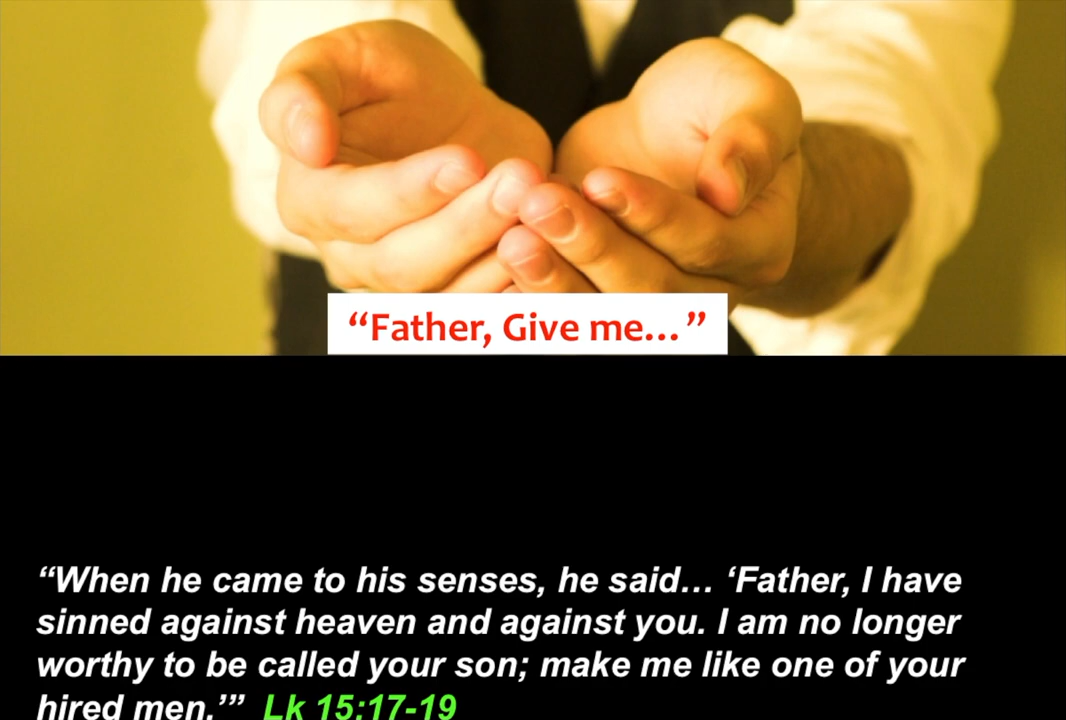 “Father, Give me…”
“When he came to his senses, he said… ‘Father, I have
sinned against heaven and against you. I am no longer
worthy to be called your son; make me like one of your
hired men.’” Lk 15:17-19